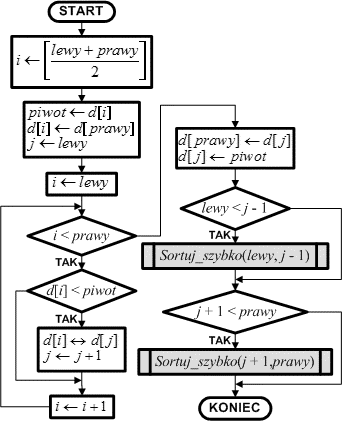 START
i ← [ (lewy + prawy) / 2 ]
piwot ← d[i]
d[i] ← d[prawy]
j ← lewy
i ← lewy
i < prawy
TAK
d[i] < piwot
TAK
d[i] ↔ d[j]
j ← j + 1
i ← i + 1
d[prawy] ← d[j]
d[j] ← piwot
lewy < j - 1
TAK
Sortuj_szybko(lewy, j - 1)
j + 1 < prawy
TAK
Sortuj_szybko(j + 1,prawy)
KONIEC